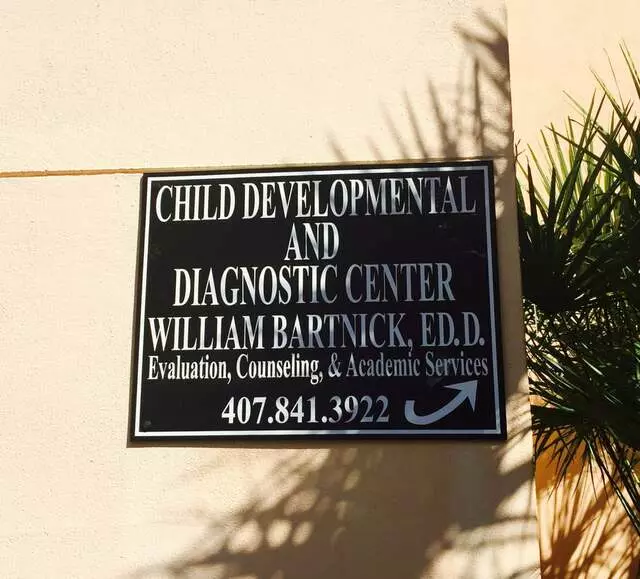 CHILD DEVELOPMENTAL
AND
DIAGNOSTIC CENTER
WILLIAM BARTNICK, ED.D.
Evaluation, Counseling, & Academic Services
407.841.3922